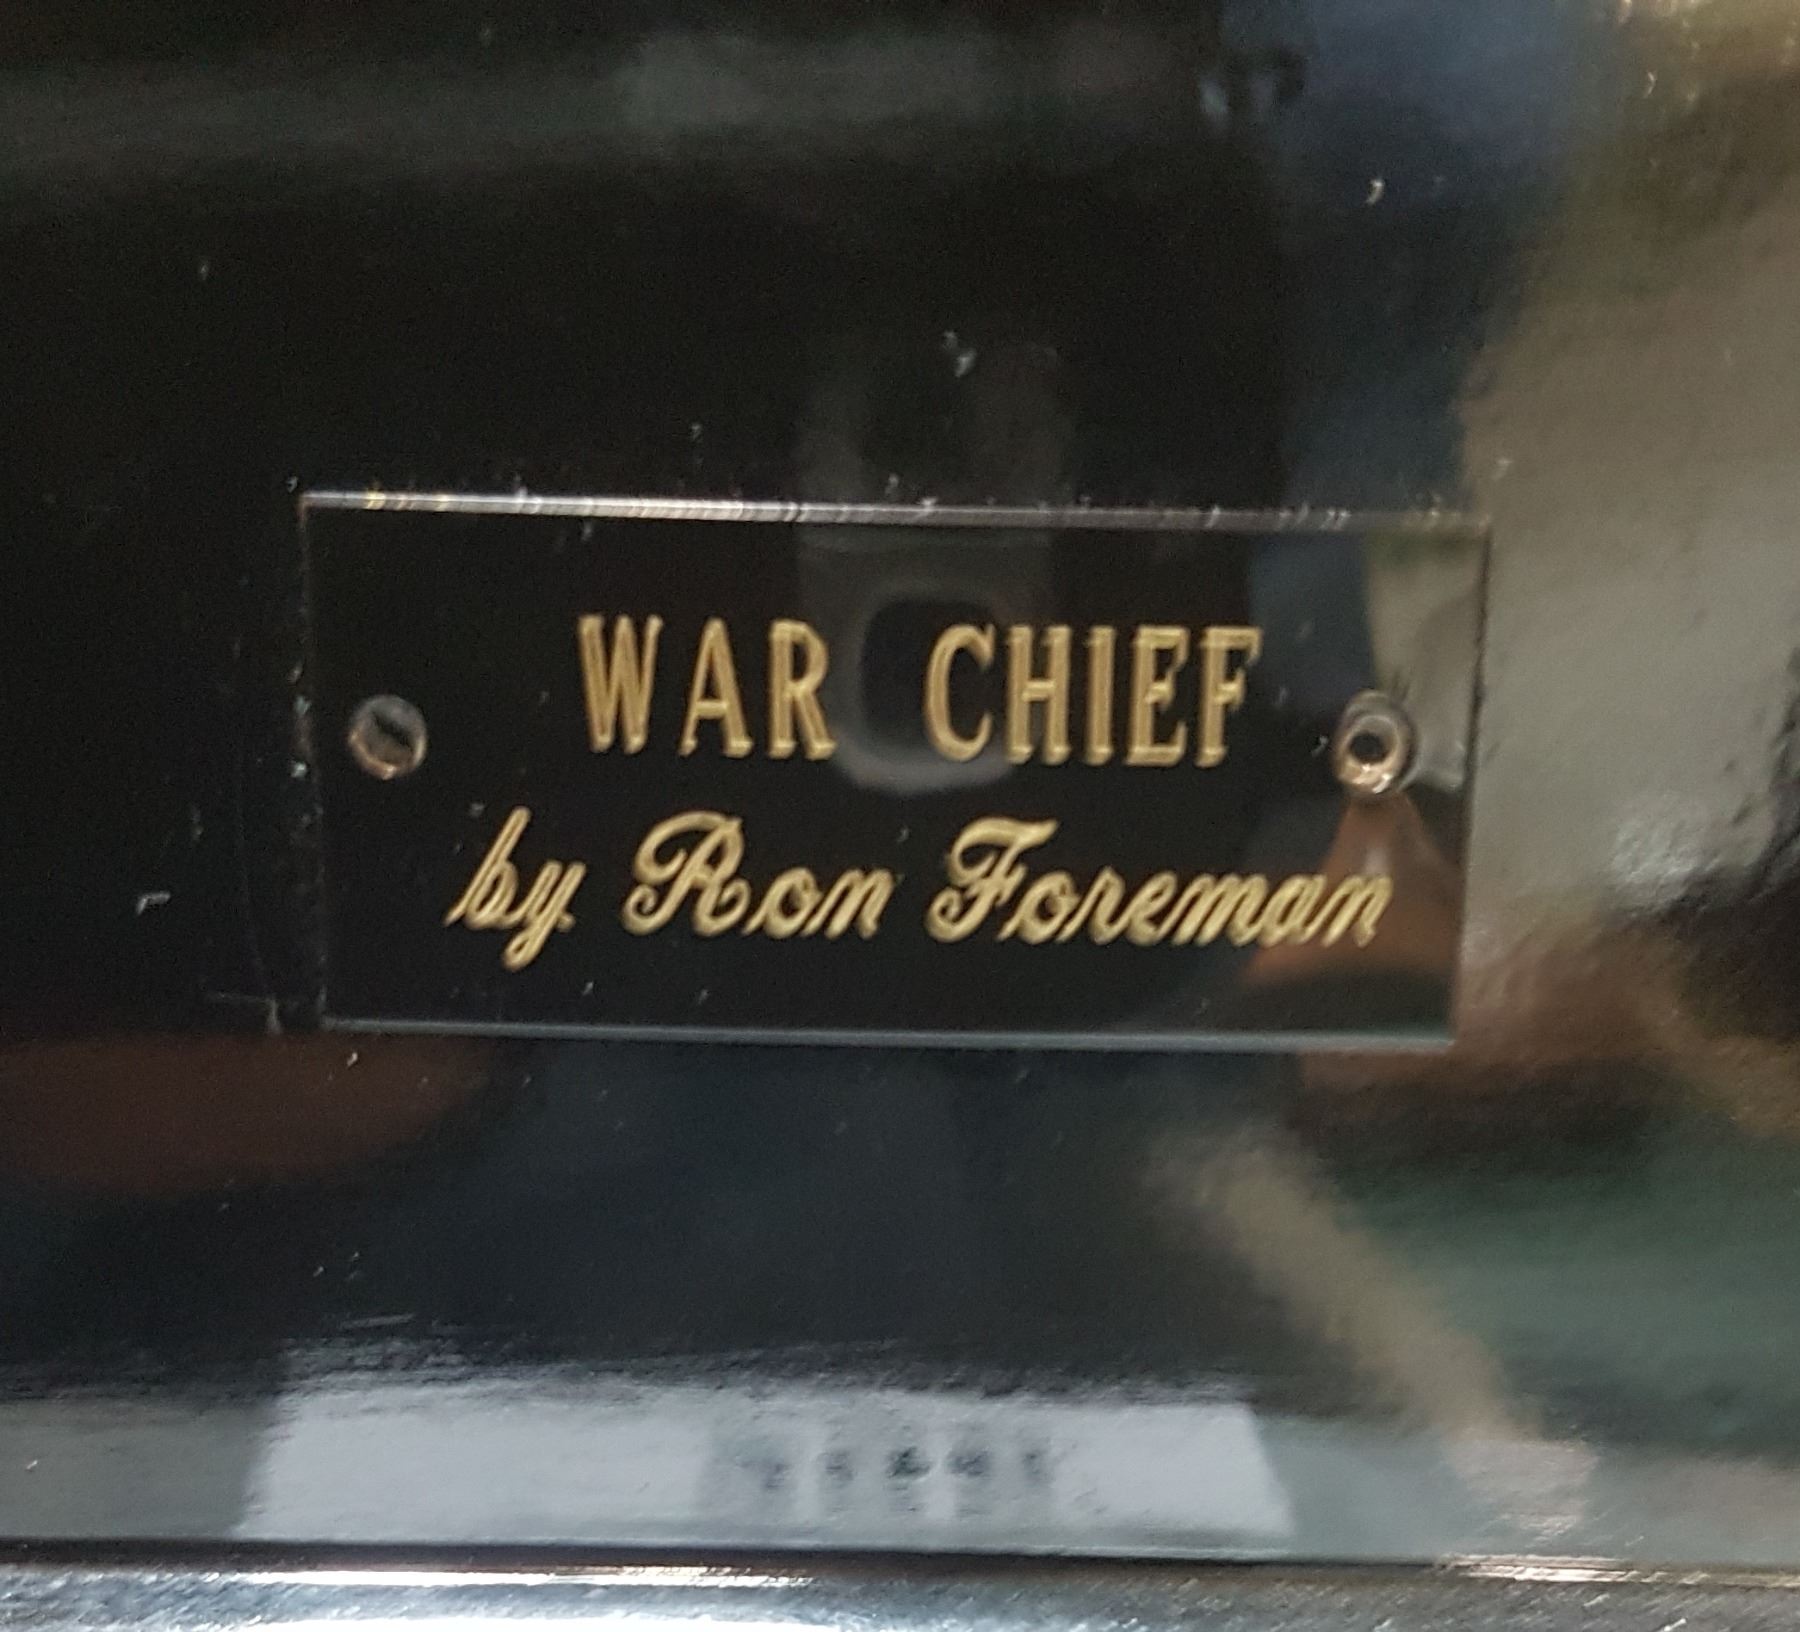 WAR CHIEF
by Ron Foreman